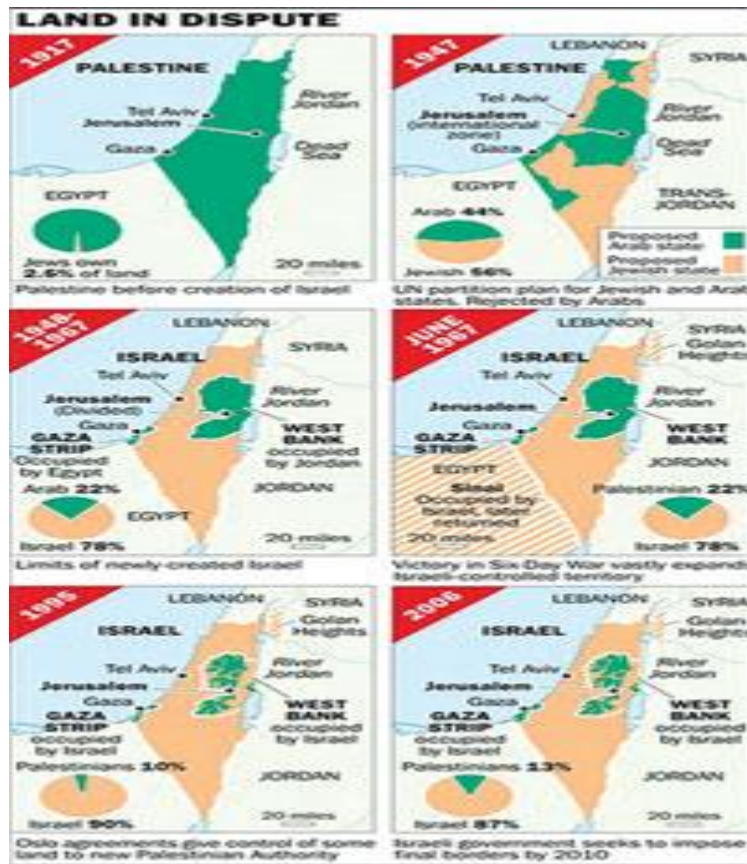 LAND IN DISPUTE
1917
PALESTINE
Tel Aviv
Jerusalem
Gaza
River
Jordan
Dead
Sea
EGYPT
Jews own
2.6% of land
20 miles
Palestine before creation of Israel
1947
LEBANON
SYRIA
PALESTINE
Tel Aviv
Jerusalem
(international
zone)
Gaza
River
Jordan
Dead
Sea
EGYPT
TRANS-
JORDAN
Arab 44%
Jewish 56%
Proposed
Arab state
Proposed
Jewish state
UN partition plan for Jewish and Arab
states. Rejected by Arabs
1948-
1967
LEBANON
SYRIA
ISRAEL
Tel Aviv
Jerusalem
(Divided)
Gaza
River
Jordan
GAZA
STRIP
Occupied
by Egypt
WEST
BANK
occupied
by Jordan
Arab 22%
EGYPT
JORDAN
Israel 78%
20 miles
Limits of newly-created Israel
JUNE
1967
LEBANON
SYRIA
Golan
Heights
ISRAEL
Tel Aviv
Jerusalem
Gaza
River
Jordan
GAZA
STRIP
WEST
BANK
EGYPT
Sinai
Occupied by
Israel, later
returned
JORDAN
Palestinian 22%
20 miles
Israel 78%
Victory in Six-Day War vastly expands
Israeli-controlled territory
1995
LEBANON
SYRIA
Golan
Heights
ISRAEL
Tel Aviv
Jerusalem
Gaza
River
Jordan
GAZA
STRIP
occupied
by Israel
WEST
BANK
occupied
by Israel
Palestinians 10%
JORDAN
Israel 90%
20 miles
Oslo agreements give control of some
land to new Palestinian Authority
2006
LEBANON
SYRIA
Golan
Heights
ISRAEL
Tel Aviv
Jerusalem
Gaza
River
Jordan
GAZA
STRIP
occupied
by Israel
WEST
BANK
occupied
by Israel
Palestinians 13%
JORDAN
Israel 87%
20 miles
Israeli government seeks to impose
final borders by 2010